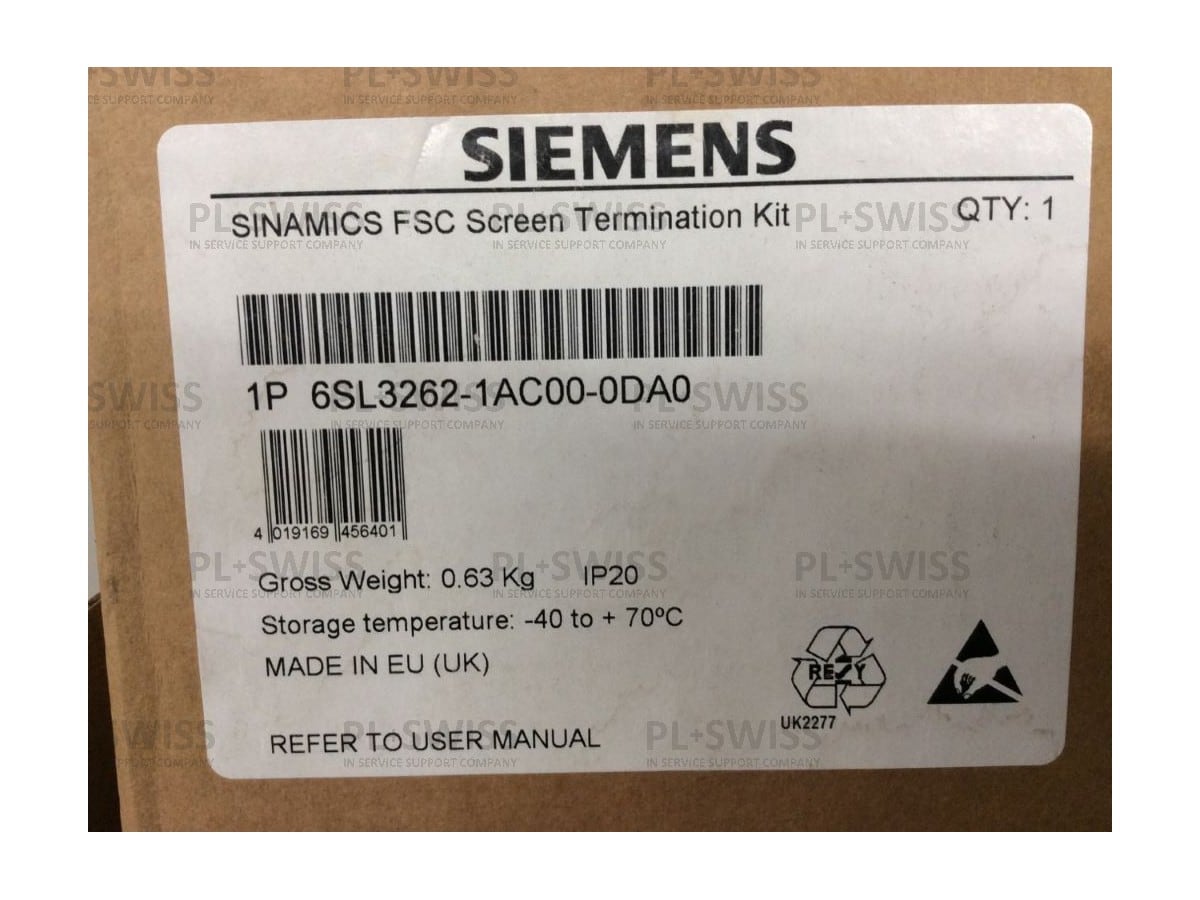 SIEMENS
SINAMICS FSC Screen Termination Kit QTY: 1
1P 6SL3262-1AC00-0DA0
4 019169 456401
Gross Weight: 0.63 Kg IP20
Storage temperature: -40 to + 70ºC
MADE IN EU (UK)
RESY
UK2277
REFER TO USER MANUAL
PL+SWISS
IN SERVICE SUPPORT COMPANY